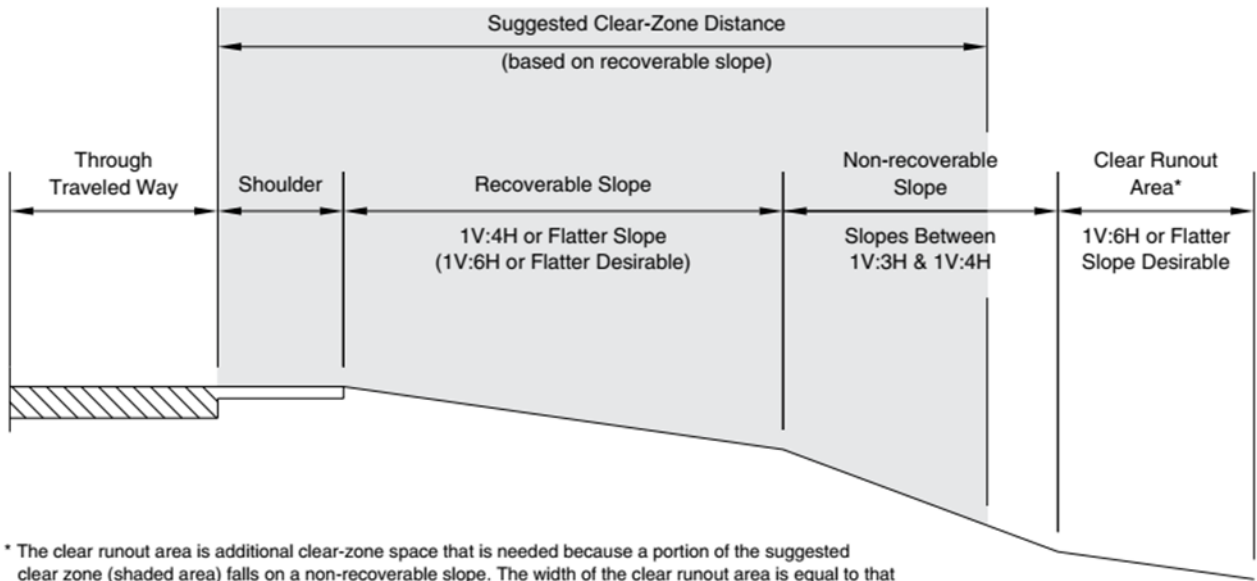 Suggested Clear-Zone Distance
(based on recoverable slope)
Through
Traveled Way
Shoulder
Recoverable Slope
1V:4H or Flatter Slope
(1V:6H or Flatter Desirable)
Non-recoverable
Slope
Slopes Between
1V:3H & 1V:4H
Clear Runout
Area*
1V:6H or Flatter
Slope Desirable
* The clear runout area is additional clear-zone space that is needed because a portion of the suggested
clear zone (shaded area) falls on a non-recoverable slope. The width of the clear runout area is equal to that